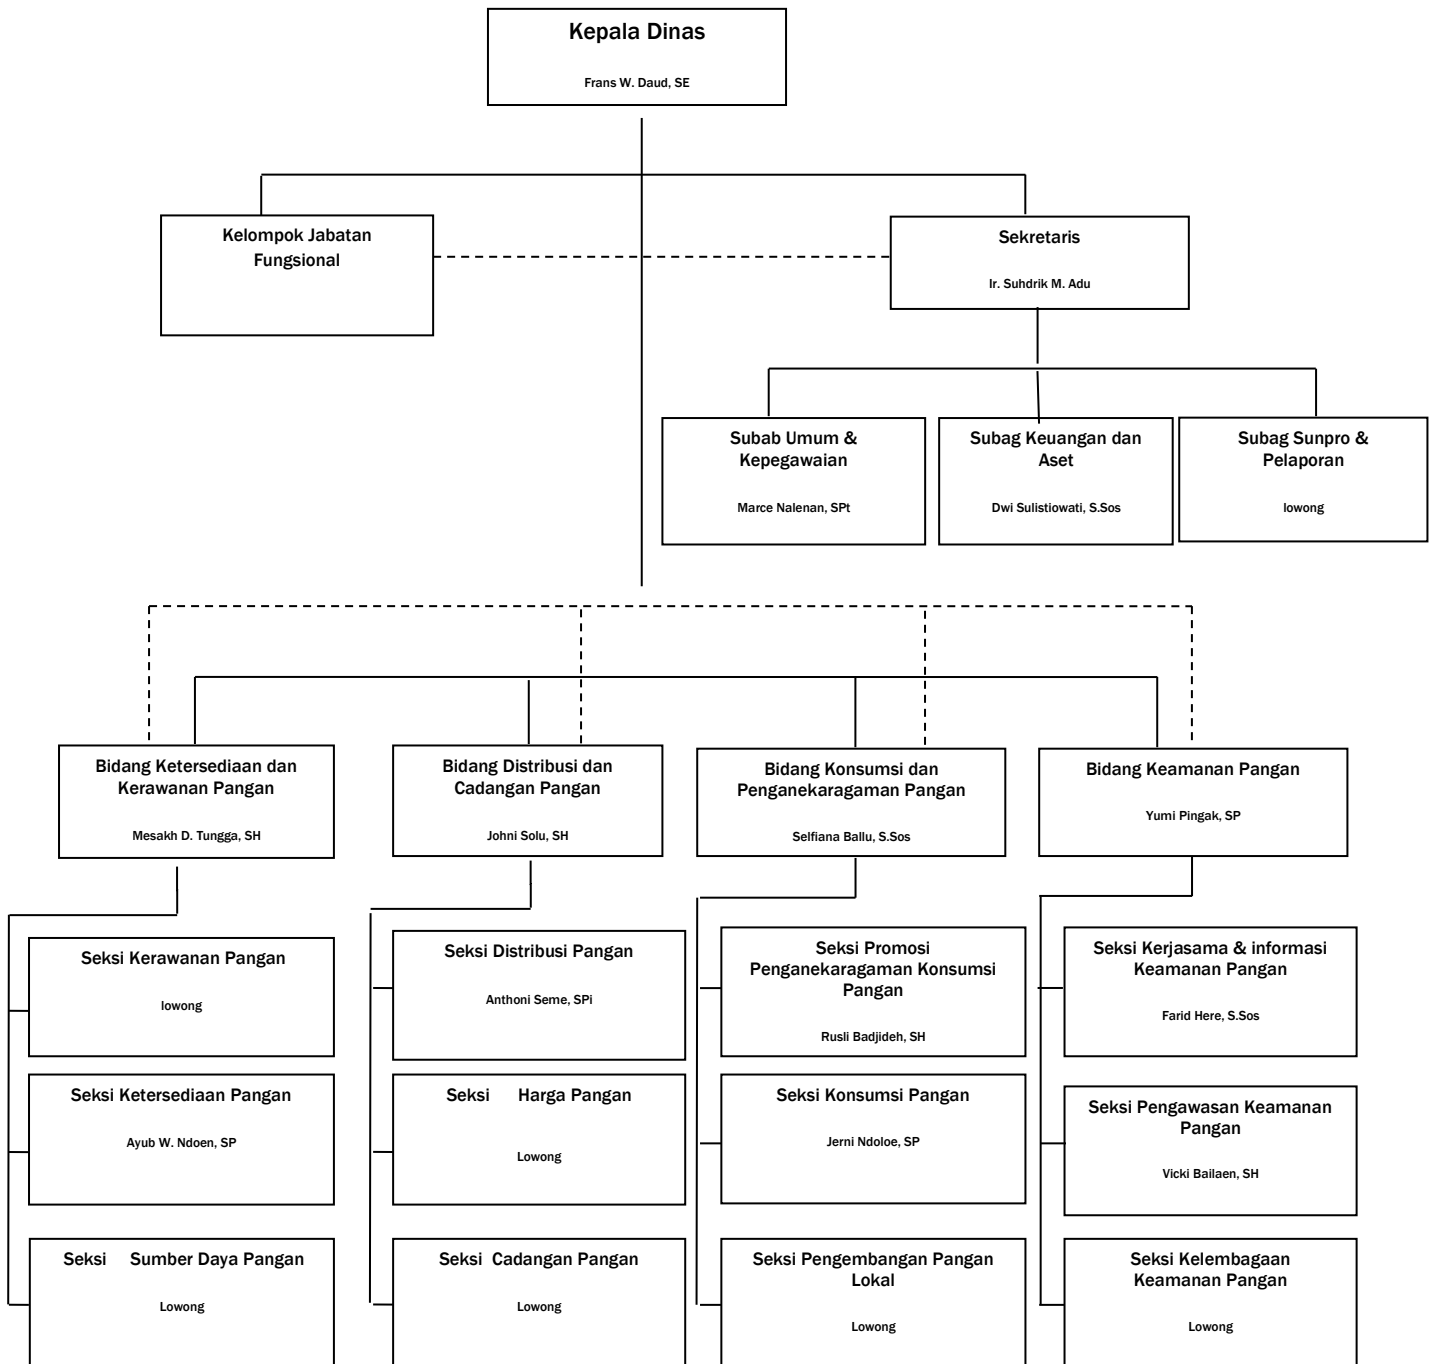 Kepala Dinas
Frans W. Daud, SE
Kelompok Jabatan
Fungsional
Sekretaris
Ir. Suhdrik M. Adu
Subab Umum &
Kepegawaian
Marce Nalenan, SPt
Subag Keuangan dan
Aset
Dwi Sulistiowati, S.Sos
Subag Sunpro &
Pelaporan
lowong
Bidang Ketersediaan dan
Kerawanan Pangan
Mesakh D. Tungga, SH
Bidang Distribusi dan
Cadangan Pangan
Johni Solu, SH
Bidang Konsumsi dan
Penganekaragaman Pangan
Selfiana Ballu, S.Sos
Bidang Keamanan Pangan
Yumi Pingak, SP
Seksi Kerawanan Pangan
lowong
Seksi Distribusi Pangan
Anthoni Seme, SPi
Seksi Promosi
Penganekaragaman Konsumsi
Pangan
Rusli Badjideh, SH
Seksi Kerjasama & informasi
Keamanan Pangan
Farid Here, S.Sos
Seksi Ketersediaan Pangan
Ayub W. Ndoen, SP
Seksi Harga Pangan
Lowong
Seksi Konsumsi Pangan
Jerni Ndoloe, SP
Seksi Pengawasan Keamanan
Pangan
Vicki Bailaen, SH
Seksi Sumber Daya Pangan
Lowong
Seksi Cadangan Pangan
Lowong
Seksi Pengembangan Pangan
Lokal
Lowong
Seksi Kelembagaan
Keamanan Pangan
Lowong